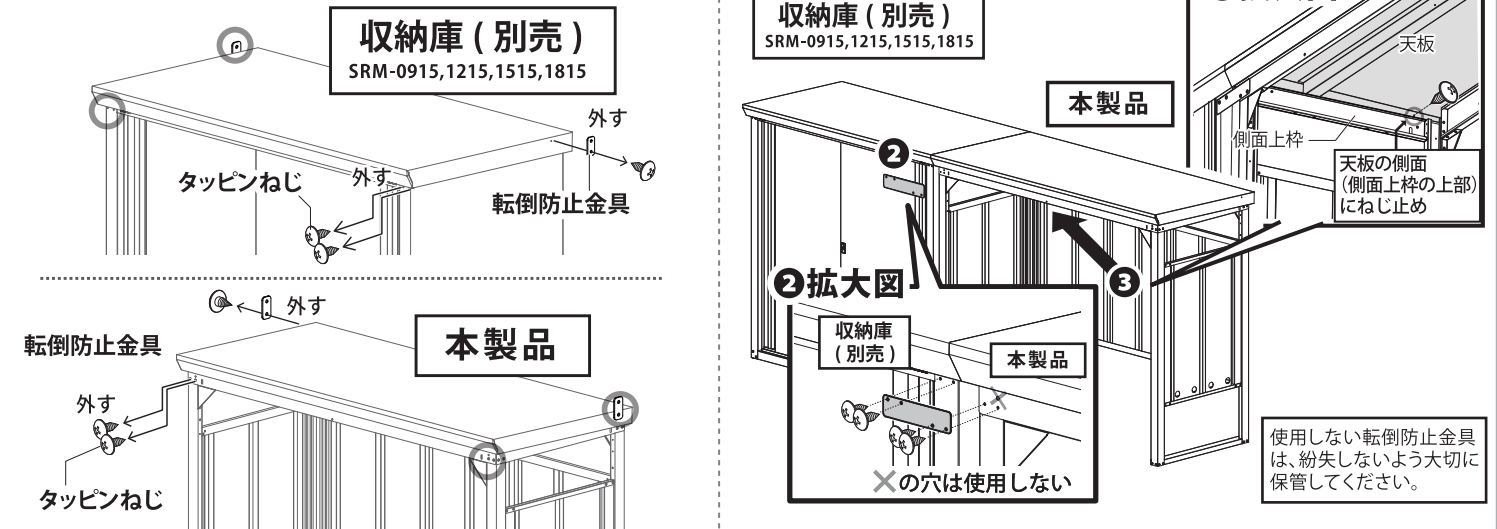 収納庫 ( 別売 )
SRM-0915,1215,1515,1815
外す
タッピンねじ
外す
転倒防止金具
外す
転倒防止金具
本製品
外す
タッピンねじ
収納庫 ( 別売 )
SRM-0915,1215,1515,1815
本製品
❷
❸
❷拡大図
収納庫
( 別売 )
本製品
×の穴は使用しない
天板
側面上枠
天板の側面
(側面上枠の上部)
にねじ止め
使用しない転倒防止金具
は、紛失しないよう大切に
保管してください。